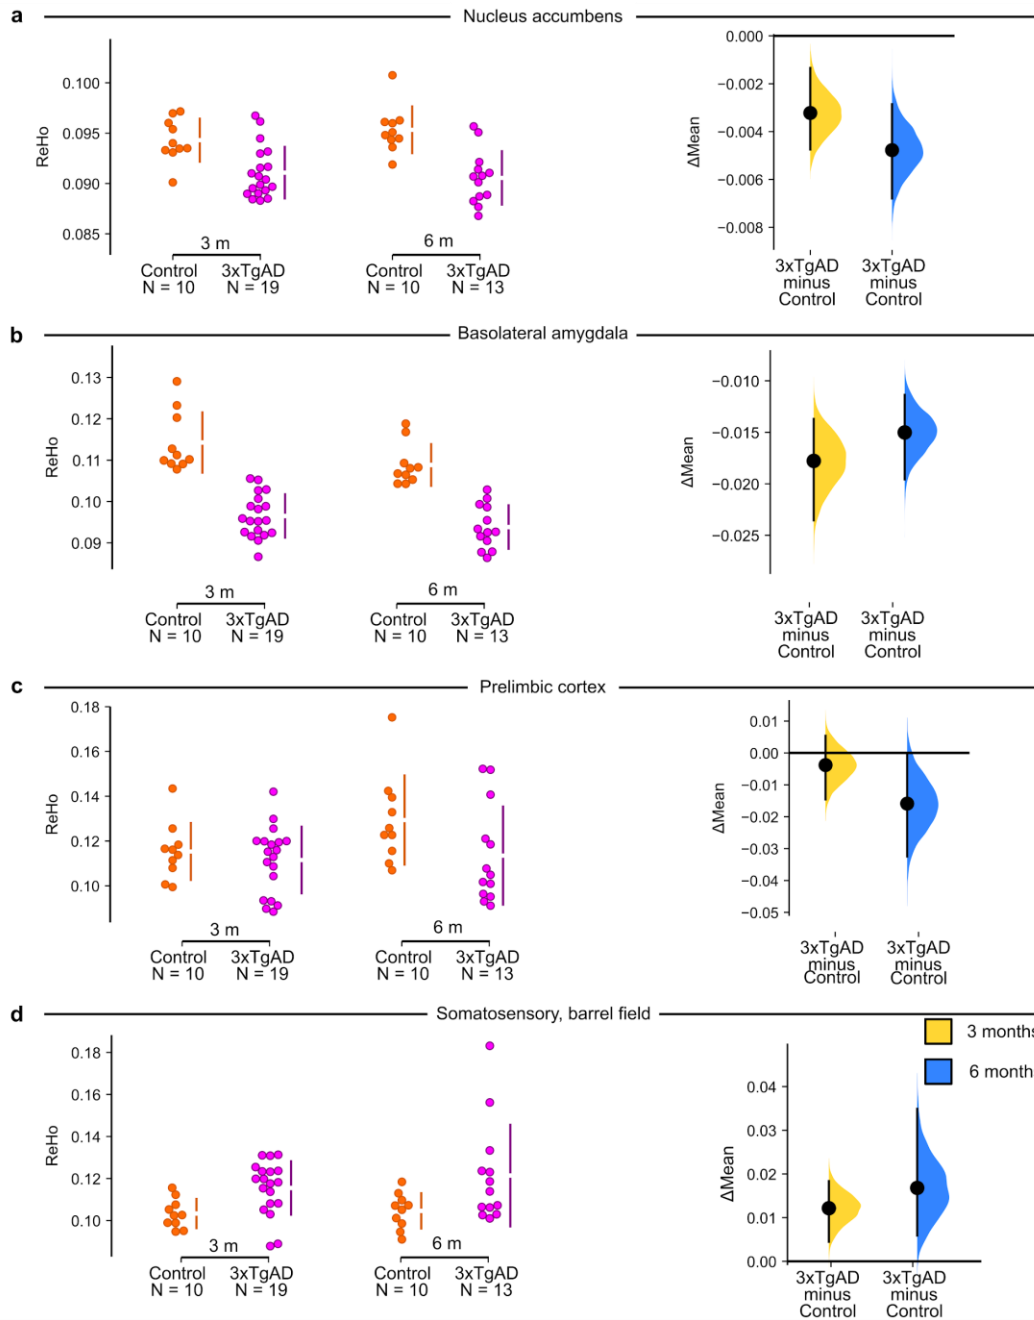 a Nucleus accumbens
ReHo
0.100
0.095
0.090
0.085
3 m
6 m
Control
N = 10
3xTgAD
N = 19
Control
N = 10
3xTgAD
N = 13
ΔMean
0.000
−0.002
−0.004
−0.006
−0.008
3xTgAD
minus
Control
3xTgAD
minus
Control
b Basolateral amygdala
ReHo
0.13
0.12
0.11
0.10
0.09
3 m
6 m
Control
N = 10
3xTgAD
N = 19
Control
N = 10
3xTgAD
N = 13
ΔMean
−0.010
−0.015
−0.020
−0.025
3xTgAD
minus
Control
3xTgAD
minus
Control
c Prelimbic cortex
ReHo
0.18
0.16
0.14
0.12
0.10
3 m
6 m
Control
N = 10
3xTgAD
N = 19
Control
N = 10
3xTgAD
N = 13
ΔMean
0.01
0.00
−0.01
−0.02
−0.03
−0.04
−0.05
3xTgAD
minus
Control
3xTgAD
minus
Control
d Somatosensory, barrel field
ReHo
0.18
0.16
0.14
0.12
0.10
3 m
6 m
Control
N = 10
3xTgAD
N = 19
Control
N = 10
3xTgAD
N = 13
3 months
6 month
ΔMean
0.04
0.03
0.02
0.01
0.00
3xTgAD
minus
Control
3xTgAD
minus
Control